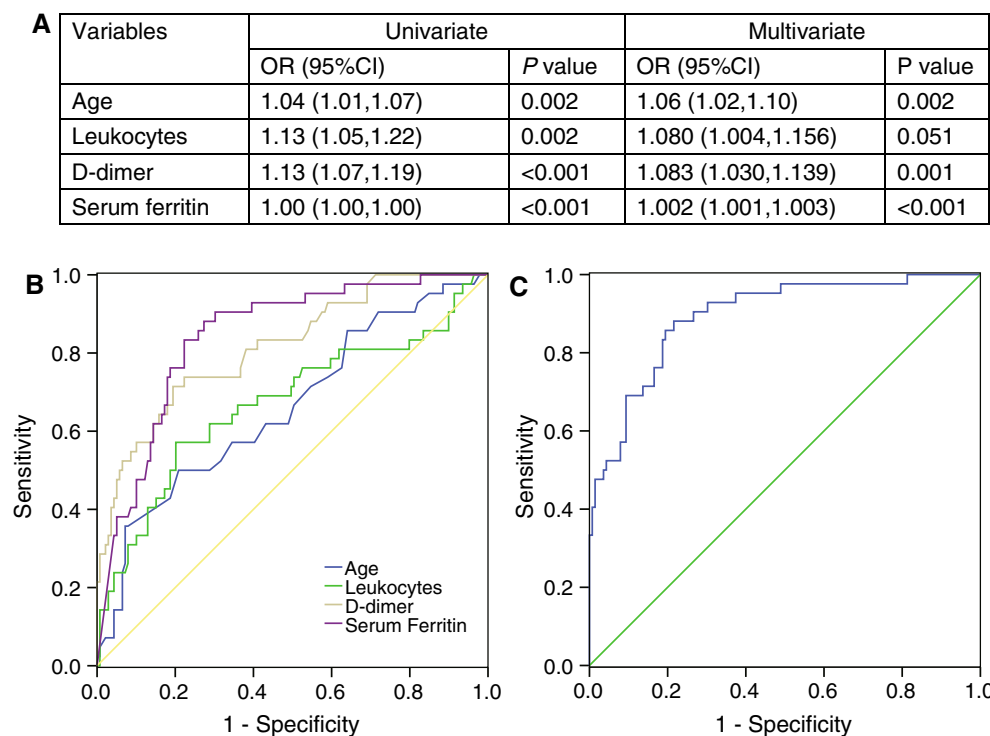 A
Variables Univariate Multivariate
OR (95%CI) P value OR (95%CI) P value
Age 1.04 (1.01,1.07) 0.002 1.06 (1.02,1.10) 0.002
Leukocytes 1.13 (1.05,1.22) 0.002 1.080 (1.004,1.156) 0.051
D-dimer 1.13 (1.07,1.19) <0.001 1.083 (1.030,1.139) 0.001
Serum ferritin 1.00 (1.00,1.00) <0.001 1.002 (1.001,1.003) <0.001
B
1.0
0.8
0.6
0.4
0.2
0.0
Sensitivity
Age
Leukocytes
D-dimer
Serum Ferritin
0.0 0.2 0.4 0.6 0.8 1.0
1 - Specificity
C
1.0
0.8
0.6
0.4
0.2
0.0
Sensitivity
0.0 0.2 0.4 0.6 0.8 1.0
1 - Specificity